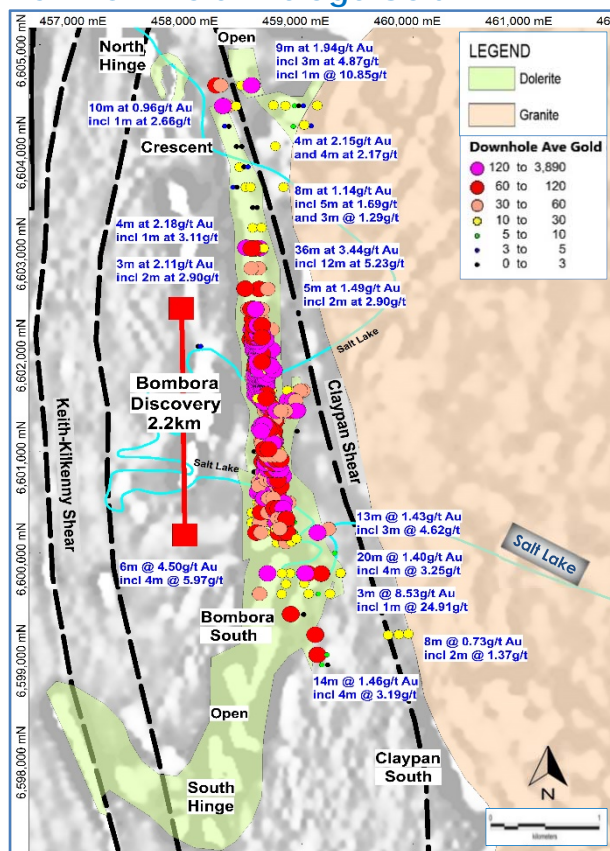 457,000 mE
458,000 mE
459,000 mE
460,000 mE
461,000 mE
6,605,000 mN
6,604,000 mN
6,603,000 mN
6,602,000 mN
6,601,000 mN
6,600,000 mN
6,599,000 mN
6,598,000 mN
North
Hinge
Open
9m at 1.94g/t Au
incl 3m at 4.87g/t
incl 1m @ 10.85g/t
LEGEND
Dolerite
Granite
Downhole Ave Gold
120 to 3,890
60 to 120
30 to 60
10 to 30
5 to 10
3 to 5
0 to 3
10m at 0.96g/t Au
incl 1m at 2.66g/t
Crescent
4m at 2.15g/t Au
and 4m at 2.17g/t
8m at 1.14g/t Au
incl 5m at 1.69g/t
and 3m @ 1.29g/t
4m at 2.18g/t Au
incl 1m at 3.11g/t
36m at 3.44g/t Au
incl 12m at 5.23g/t
3m at 2.11g/t Au
incl 2m at 2.90g/t
5m at 1.49g/t Au
incl 2m at 2.90g/t
Salt Lake
Bombora
Discovery
2.2km
Claypan Shear
Keith-Kilkenny Shear
Salt Lake
13m @ 1.43g/t Au
incl 3m @ 4.62g/t
Salt Lake
20m @ 1.40g/t Au
incl 4m @ 3.25g/t
6m @ 4.50g/t Au
incl 4m @ 5.97g/t
3m @ 8.53g/t Au
incl 1m @ 24.91g/t
Bombora
South
8m @ 0.73g/t Au
incl 2m @ 1.37g/t
14m @ 1.46g/t Au
incl 4m @ 3.19g/t
Open
Claypan
South
South
Hinge
N
0 1
kilometers